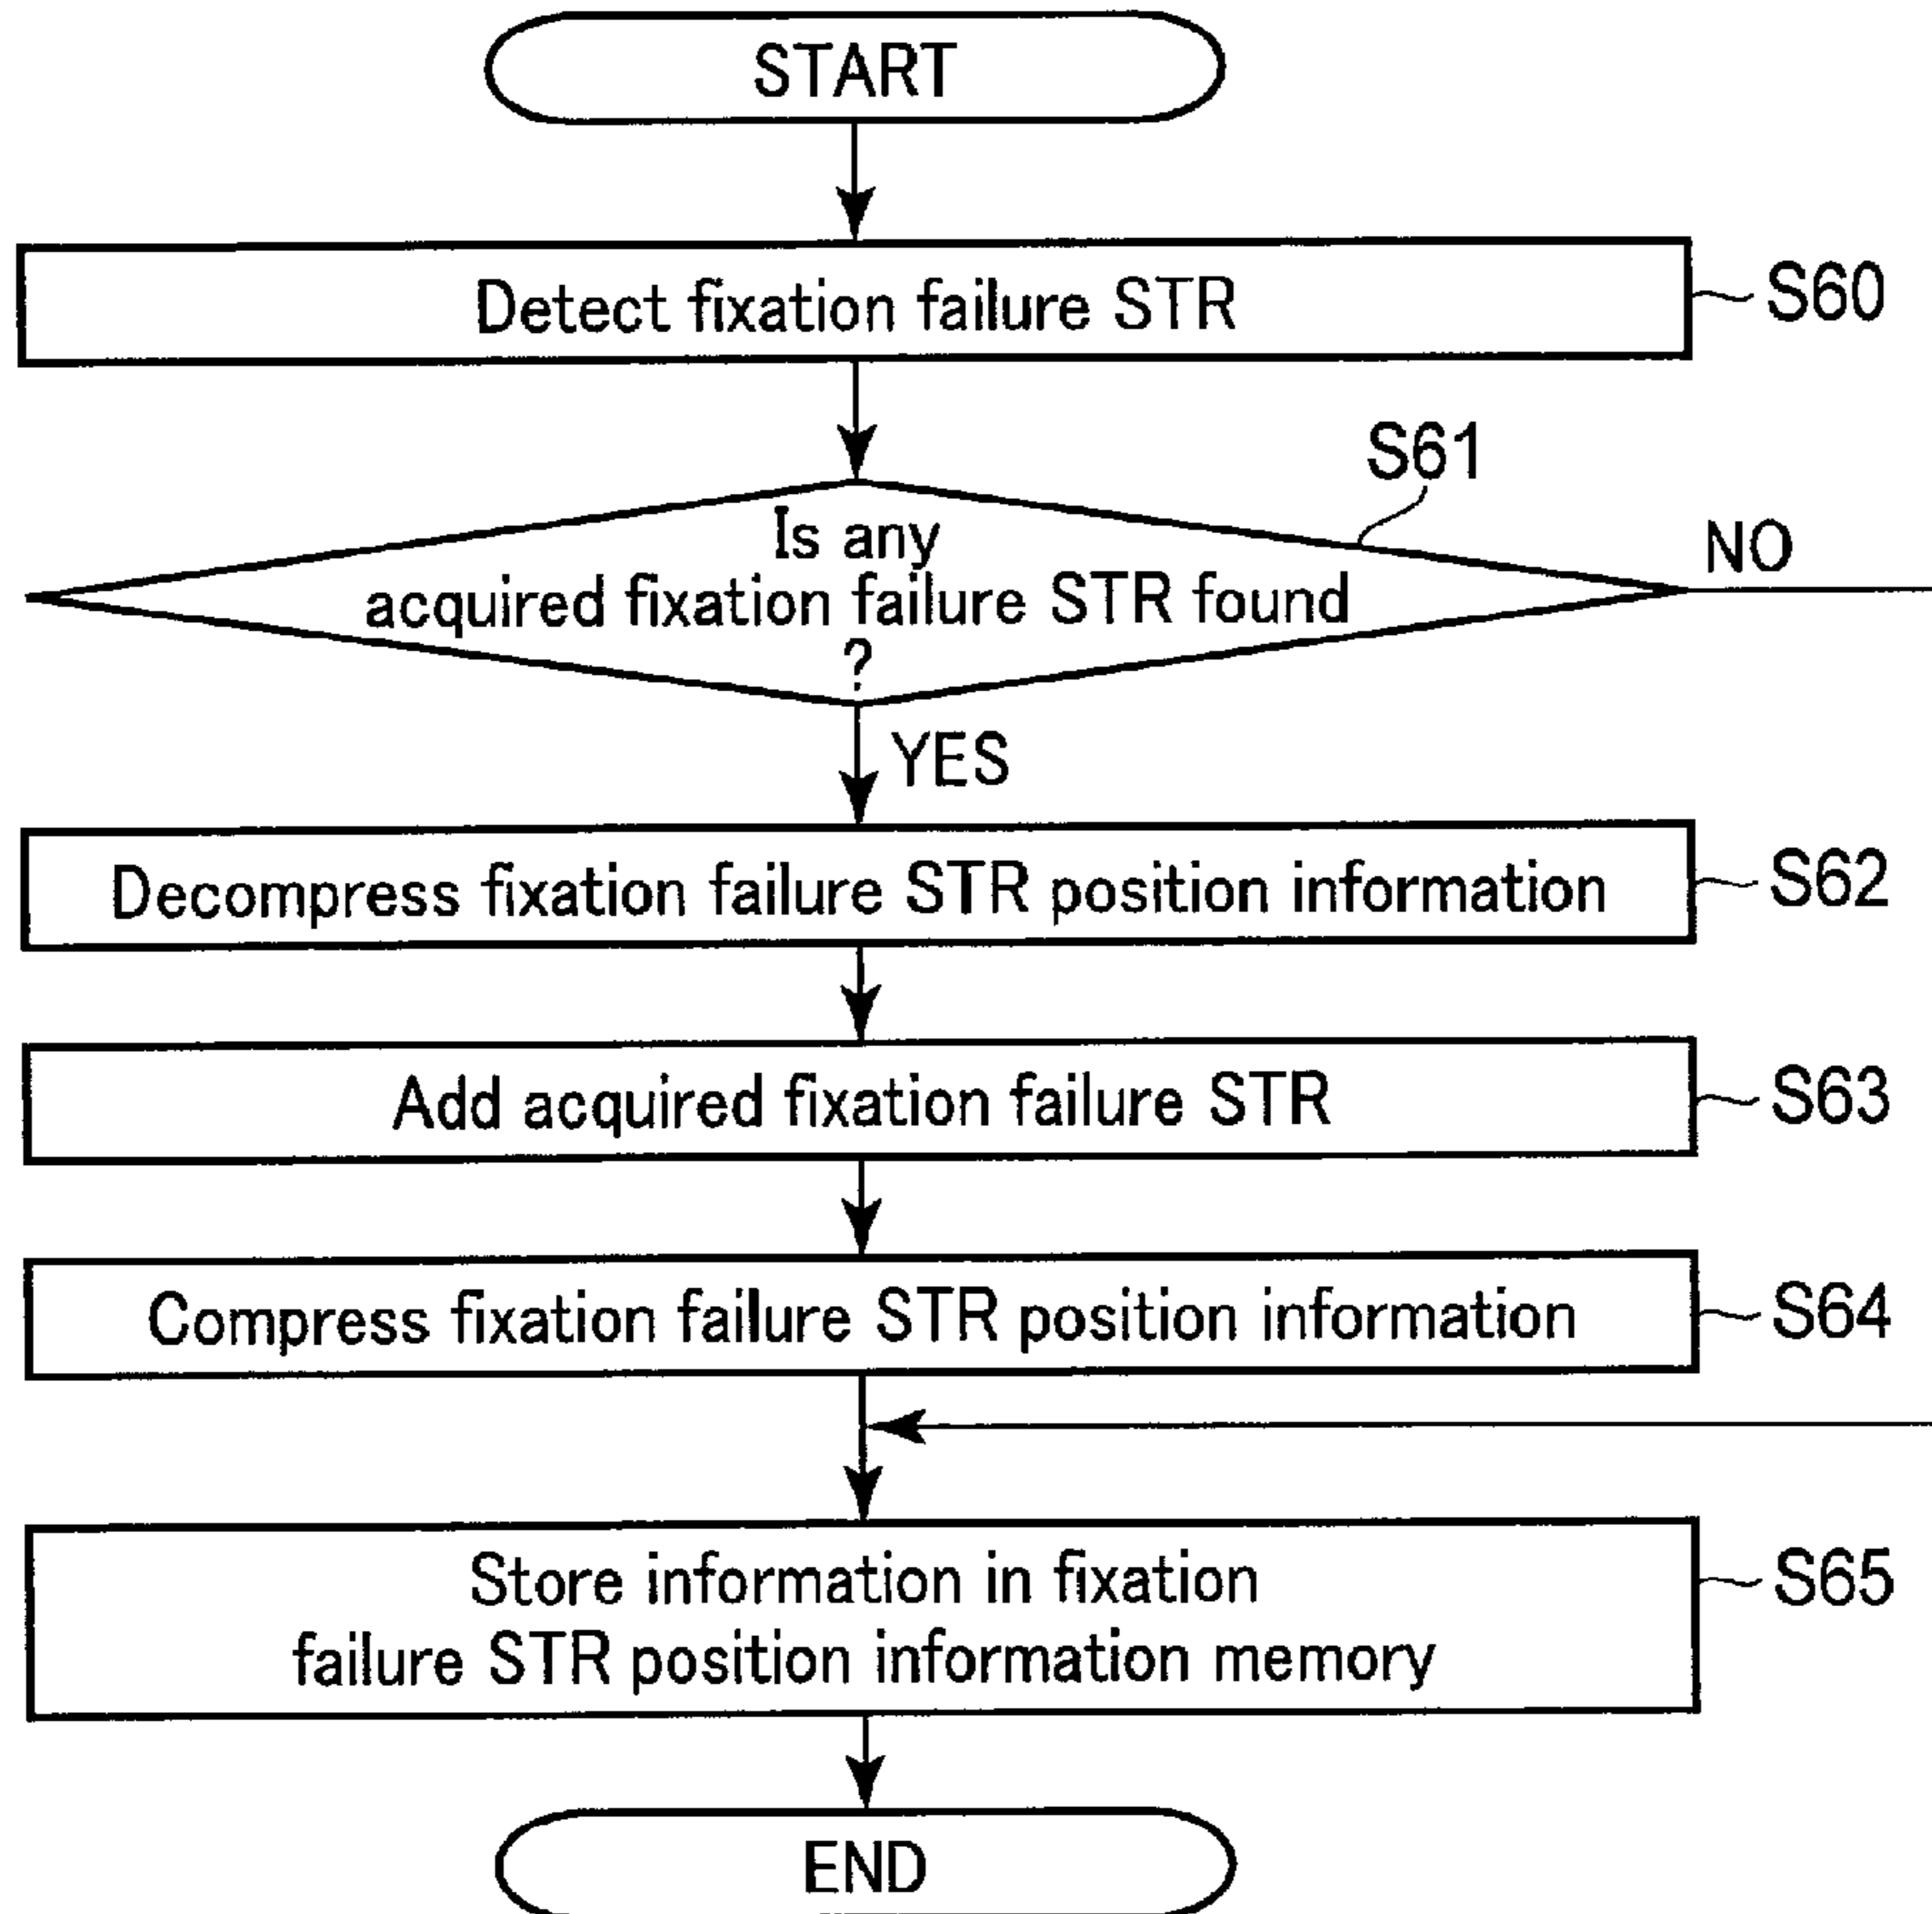 START
Detect fixation failure STR
S60
S61
Is any
acquired fixation failure STR found
?
NO
YES
Decompress fixation failure STR position information
S62
Add acquired fixation failure STR
S63
Compress fixation failure STR position information
S64
Store information in fixation
failure STR position information memory
S65
END